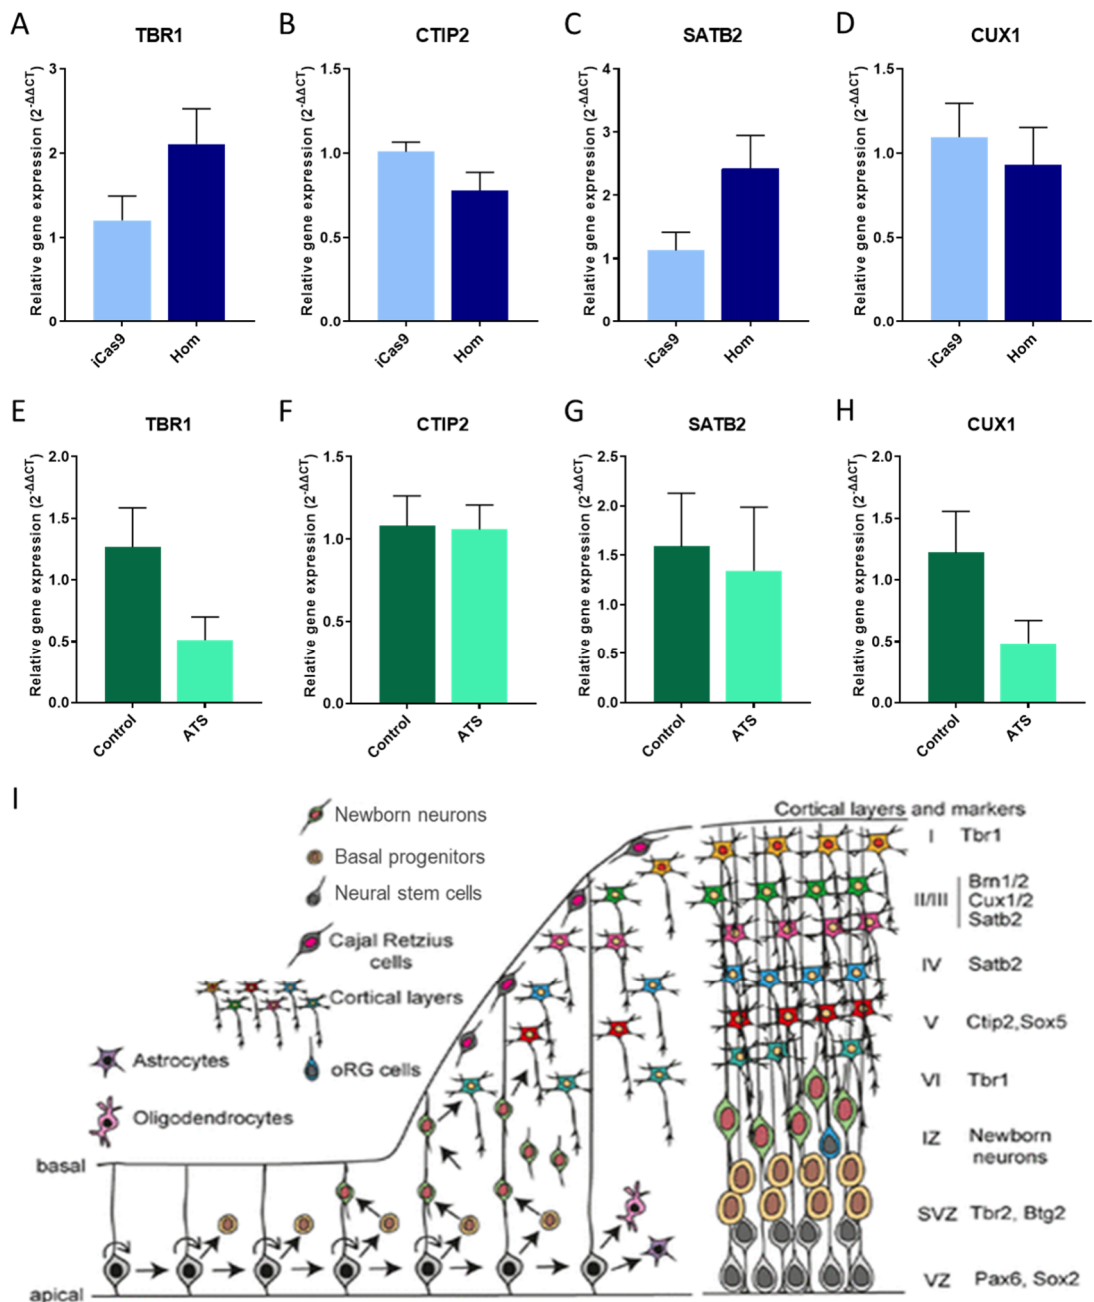 A
TBR1
Relative gene expression (2^-ΔΔCT)
3
2
1
0
iCas9
Hom
B
CTIP2
Relative gene expression (2^-ΔΔCT)
1.5
1.0
0.5
0.0
iCas9
Hom
C
SATB2
Relative gene expression (2^-ΔΔCT)
4
3
2
1
0
iCas9
Hom
D
CUX1
Relative gene expression (2^-ΔΔCT)
1.5
1.0
0.5
0.0
iCas9
Hom
E
TBR1
Relative gene expression (2^-ΔΔCT)
2.0
1.5
1.0
0.5
0.0
Control
ATS
F
CTIP2
Relative gene expression (2^-ΔΔCT)
1.5
1.0
0.5
0.0
Control
ATS
G
SATB2
Relative gene expression (2^-ΔΔCT)
2.5
2.0
1.5
1.0
0.5
0.0
Control
ATS
H
CUX1
Relative gene expression (2^-ΔΔCT)
2.0
1.5
1.0
0.5
0.0
Control
ATS
I
Newborn neurons
Basal progenitors
Neural stem cells
Cajal Retzius
cells
Cortical layers
Astrocytes
oRG cells
Oligodendrocytes
basal
apical
Cortical layers and markers
I Tbr1
II/III Brn1/2
Cux1/2
Satb2
IV Satb2
V Ctip2,Sox5
VI Tbr1
IZ Newborn
neurons
SVZ Tbr2, Btg2
VZ Pax6, Sox2